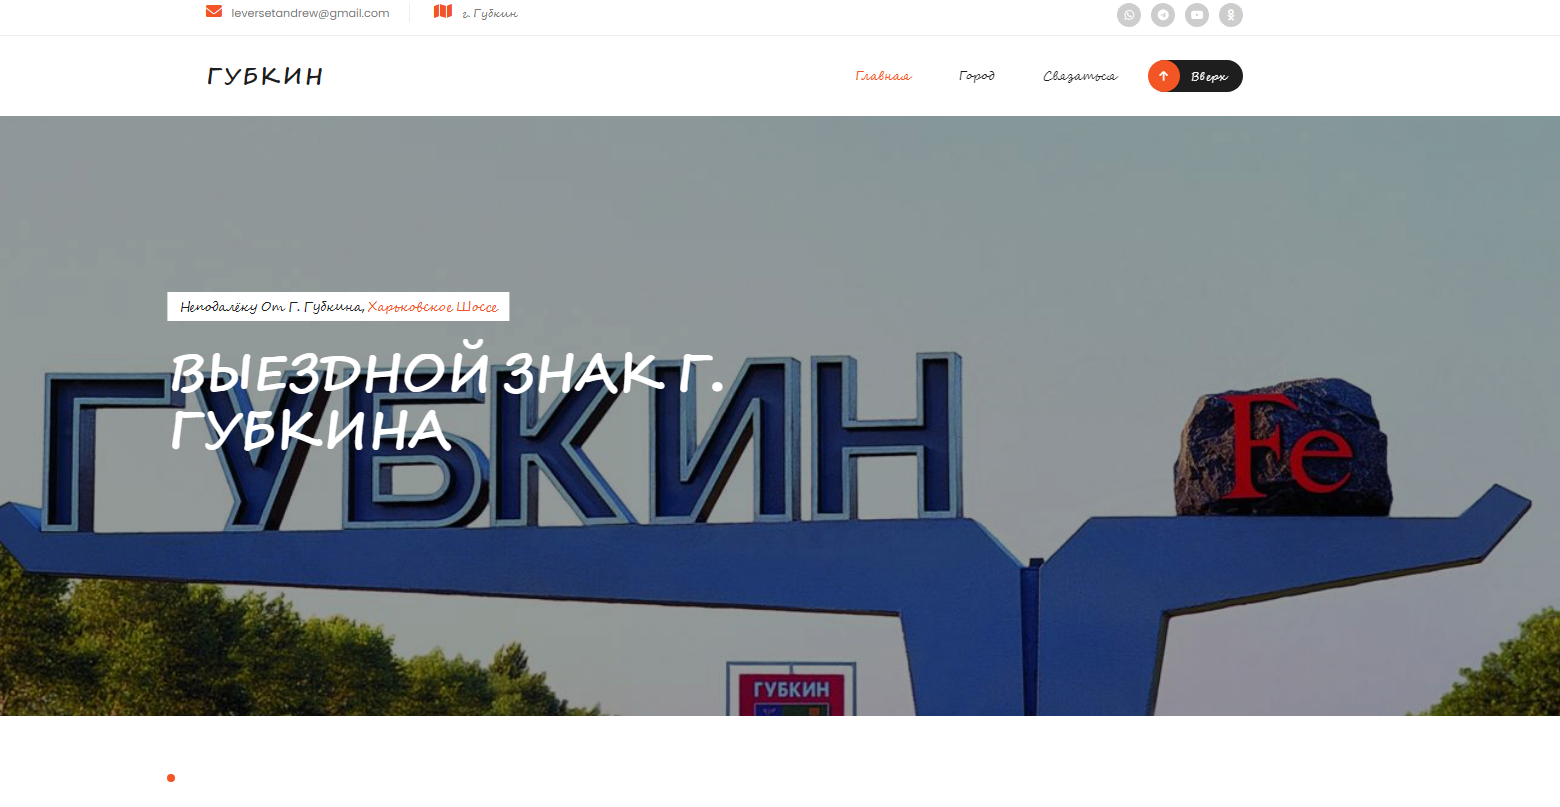 leversetandrew@gmail.com
г. Губкин
ГУБКИН
Главная
Город
Связаться
Вверх
Неподалёку От Г. Губкина, Харьковское Шоссе
ВЫЕЗДНОЙ ЗНАК Г.
ГУБКИНА
ГУБКИН
Fe
ГУБКИН